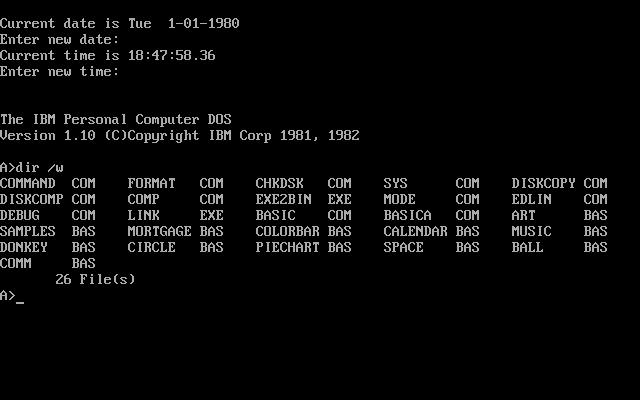 Current date is Tue  1-01-1980
Enter new date:
Current time is 18:47:58.36
Enter new time:
The IBM Personal Computer DOS
Version 1.10 (C)Copyright IBM Corp 1981, 1982
A>dir /w
COMMAND  COM    FORMAT   COM    CHKDSK   COM    SYS      COM    DISKCOPY COM
DISKCOMP COM    COMP     COM    EXE2BIN  EXE    MODE     COM    EDLIN    COM
DEBUG    COM    LINK     EXE    BASIC    COM    BASICA   COM    ART      BAS
SAMPLES  BAS    MORTGAGE BAS    COLORBAR BAS    CALENDAR BAS    MUSIC    BAS
DONKEY   BAS    CIRCLE   BAS    PIECHART BAS    SPACE    BAS    BALL     BAS
COMM     BAS
       26 File(s)
A>_